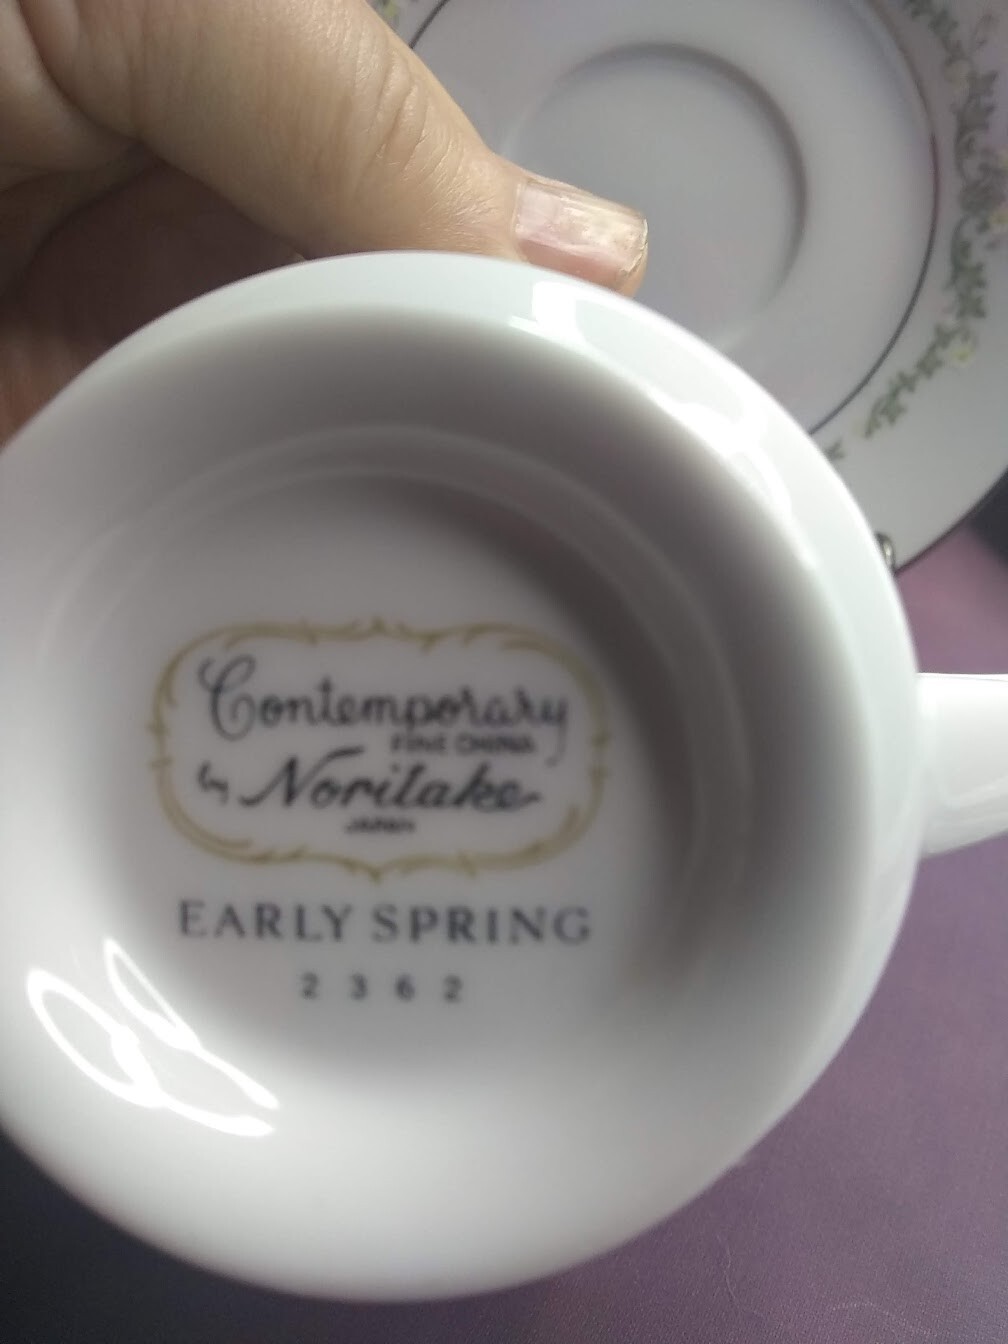 Contemporary
FINE CHINA
by Noritake
JAPAN
EARLY SPRING
2362